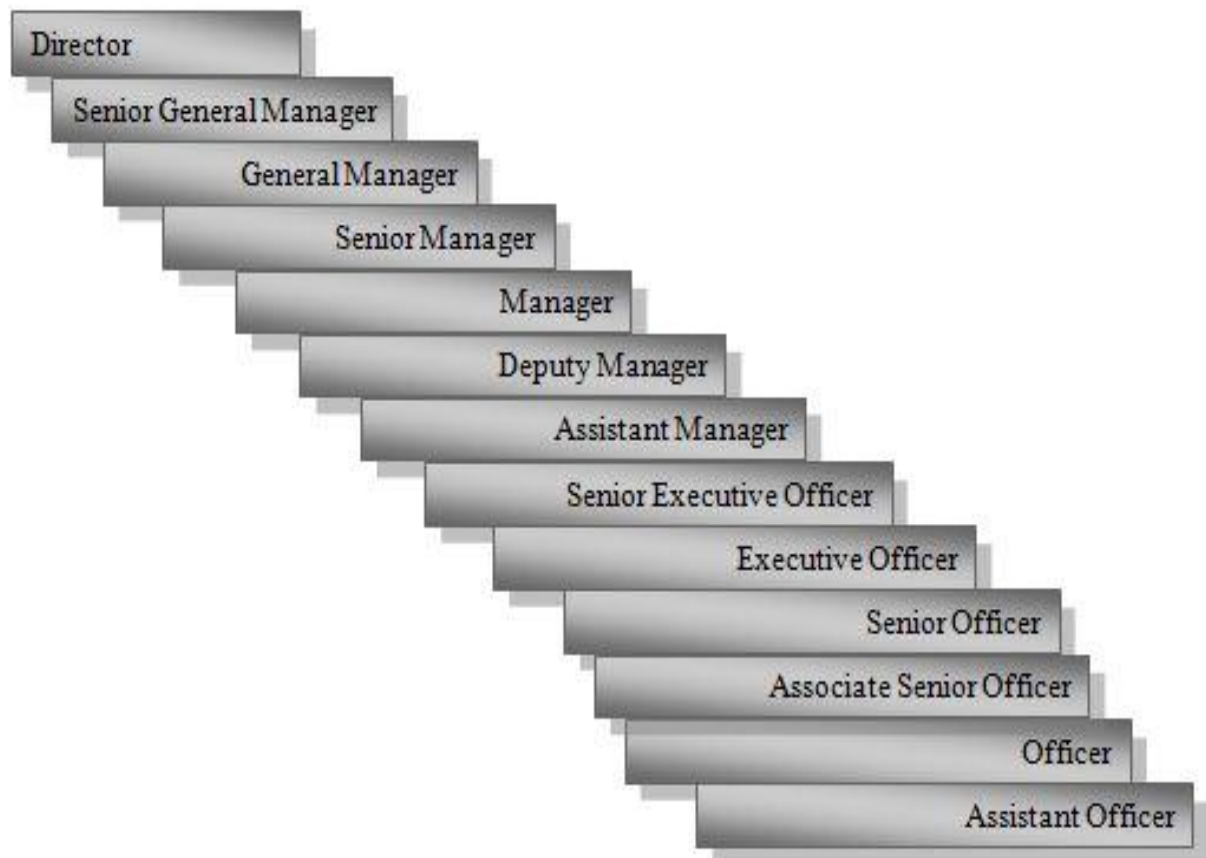 Director
Senior General Manager
General Manager
Senior Manager
Manager
Deputy Manager
Assistant Manager
Senior Executive Officer
Executive Officer
Senior Officer
Associate Senior Officer
Officer
Assistant Officer